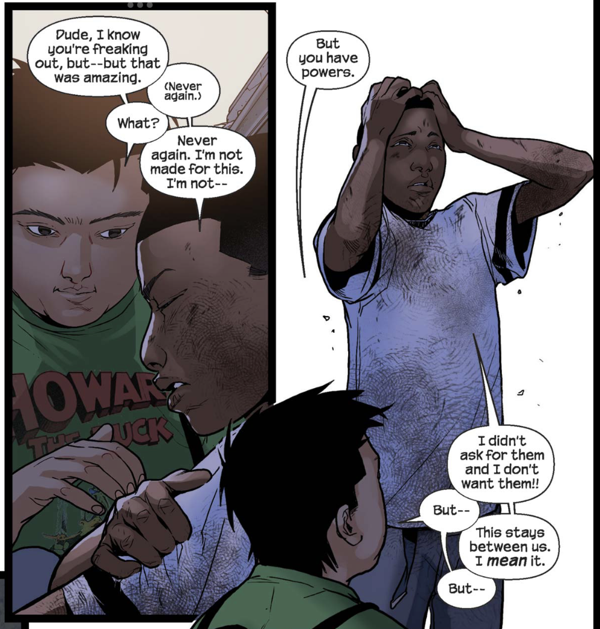 Dude, I know
you're freaking
out, but--but that
was amazing.
(Never
again.)
What?
Never
again. I'm not
made for this.
I'm not--
HOWAR
THE DUCK
But
you have
powers.
I didn't
ask for them
and I don't
want them!!
But--
This stays
between us.
I mean it.
But--